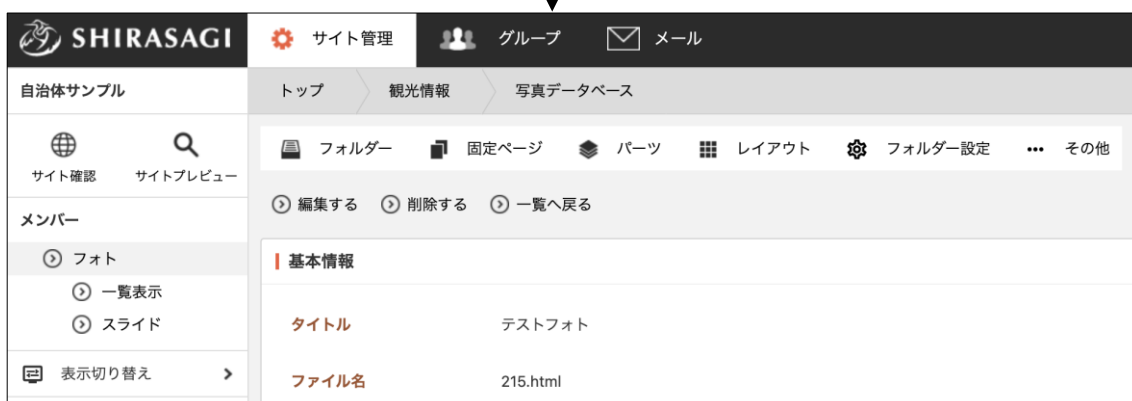 SHIRASAGI サイト管理 グループ メール
自治体サンプル トップ 観光情報 写真データベース
フォルダー 固定ページ パーツ レイアウト フォルダー設定 その他
サイト確認 サイトプレビュー
編集する 削除する 一覧へ戻る
メンバー
フォト
基本情報
一覧表示
スライド
タイトル テストフォト
表示切り替え
ファイル名 215.html